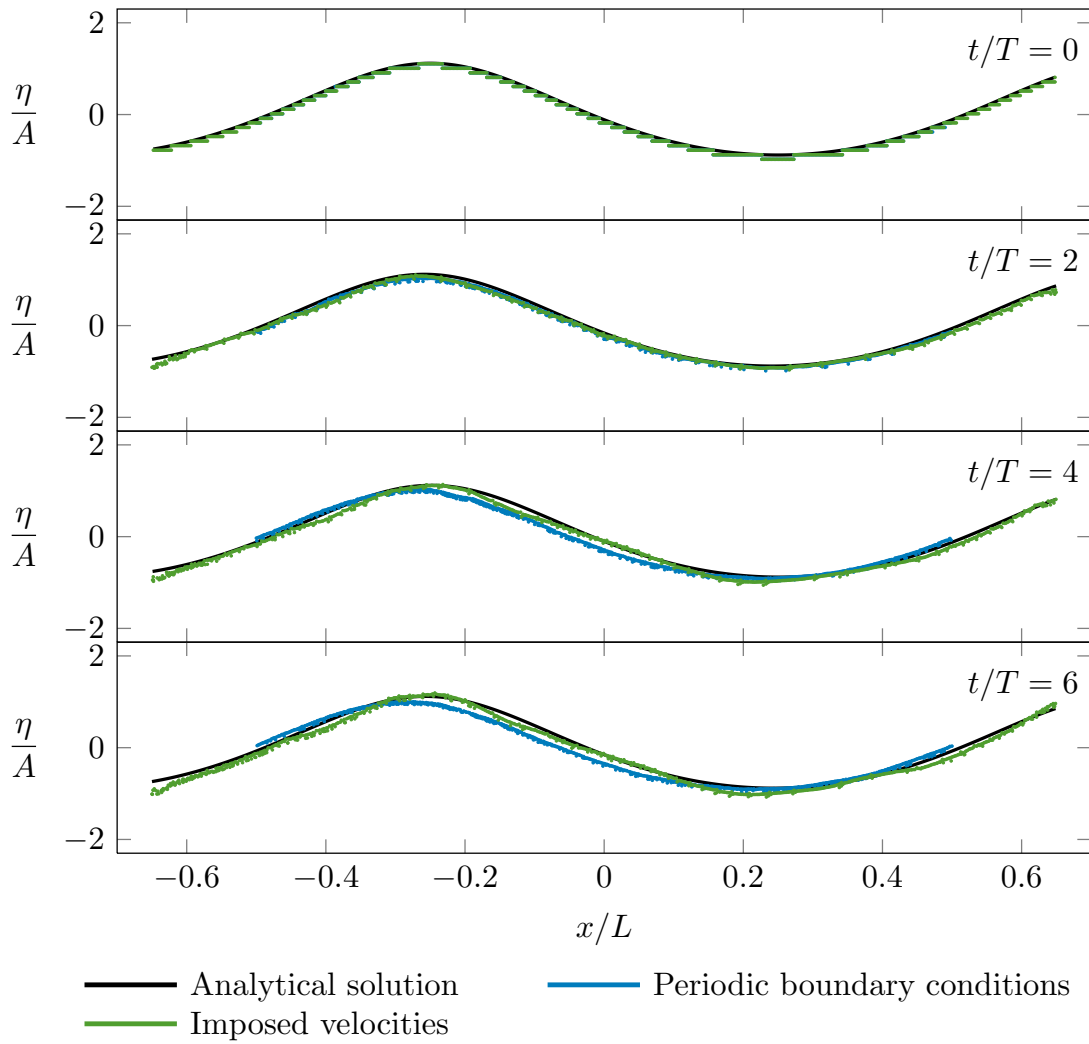 2
t/T = 0
η/A
0
−2
2
t/T = 2
η/A
0
−2
2
t/T = 4
η/A
0
−2
2
t/T = 6
η/A
0
−2
−0.6 −0.4 −0.2 0 0.2 0.4 0.6
x/L
Analytical solution Periodic boundary conditions
Imposed velocities